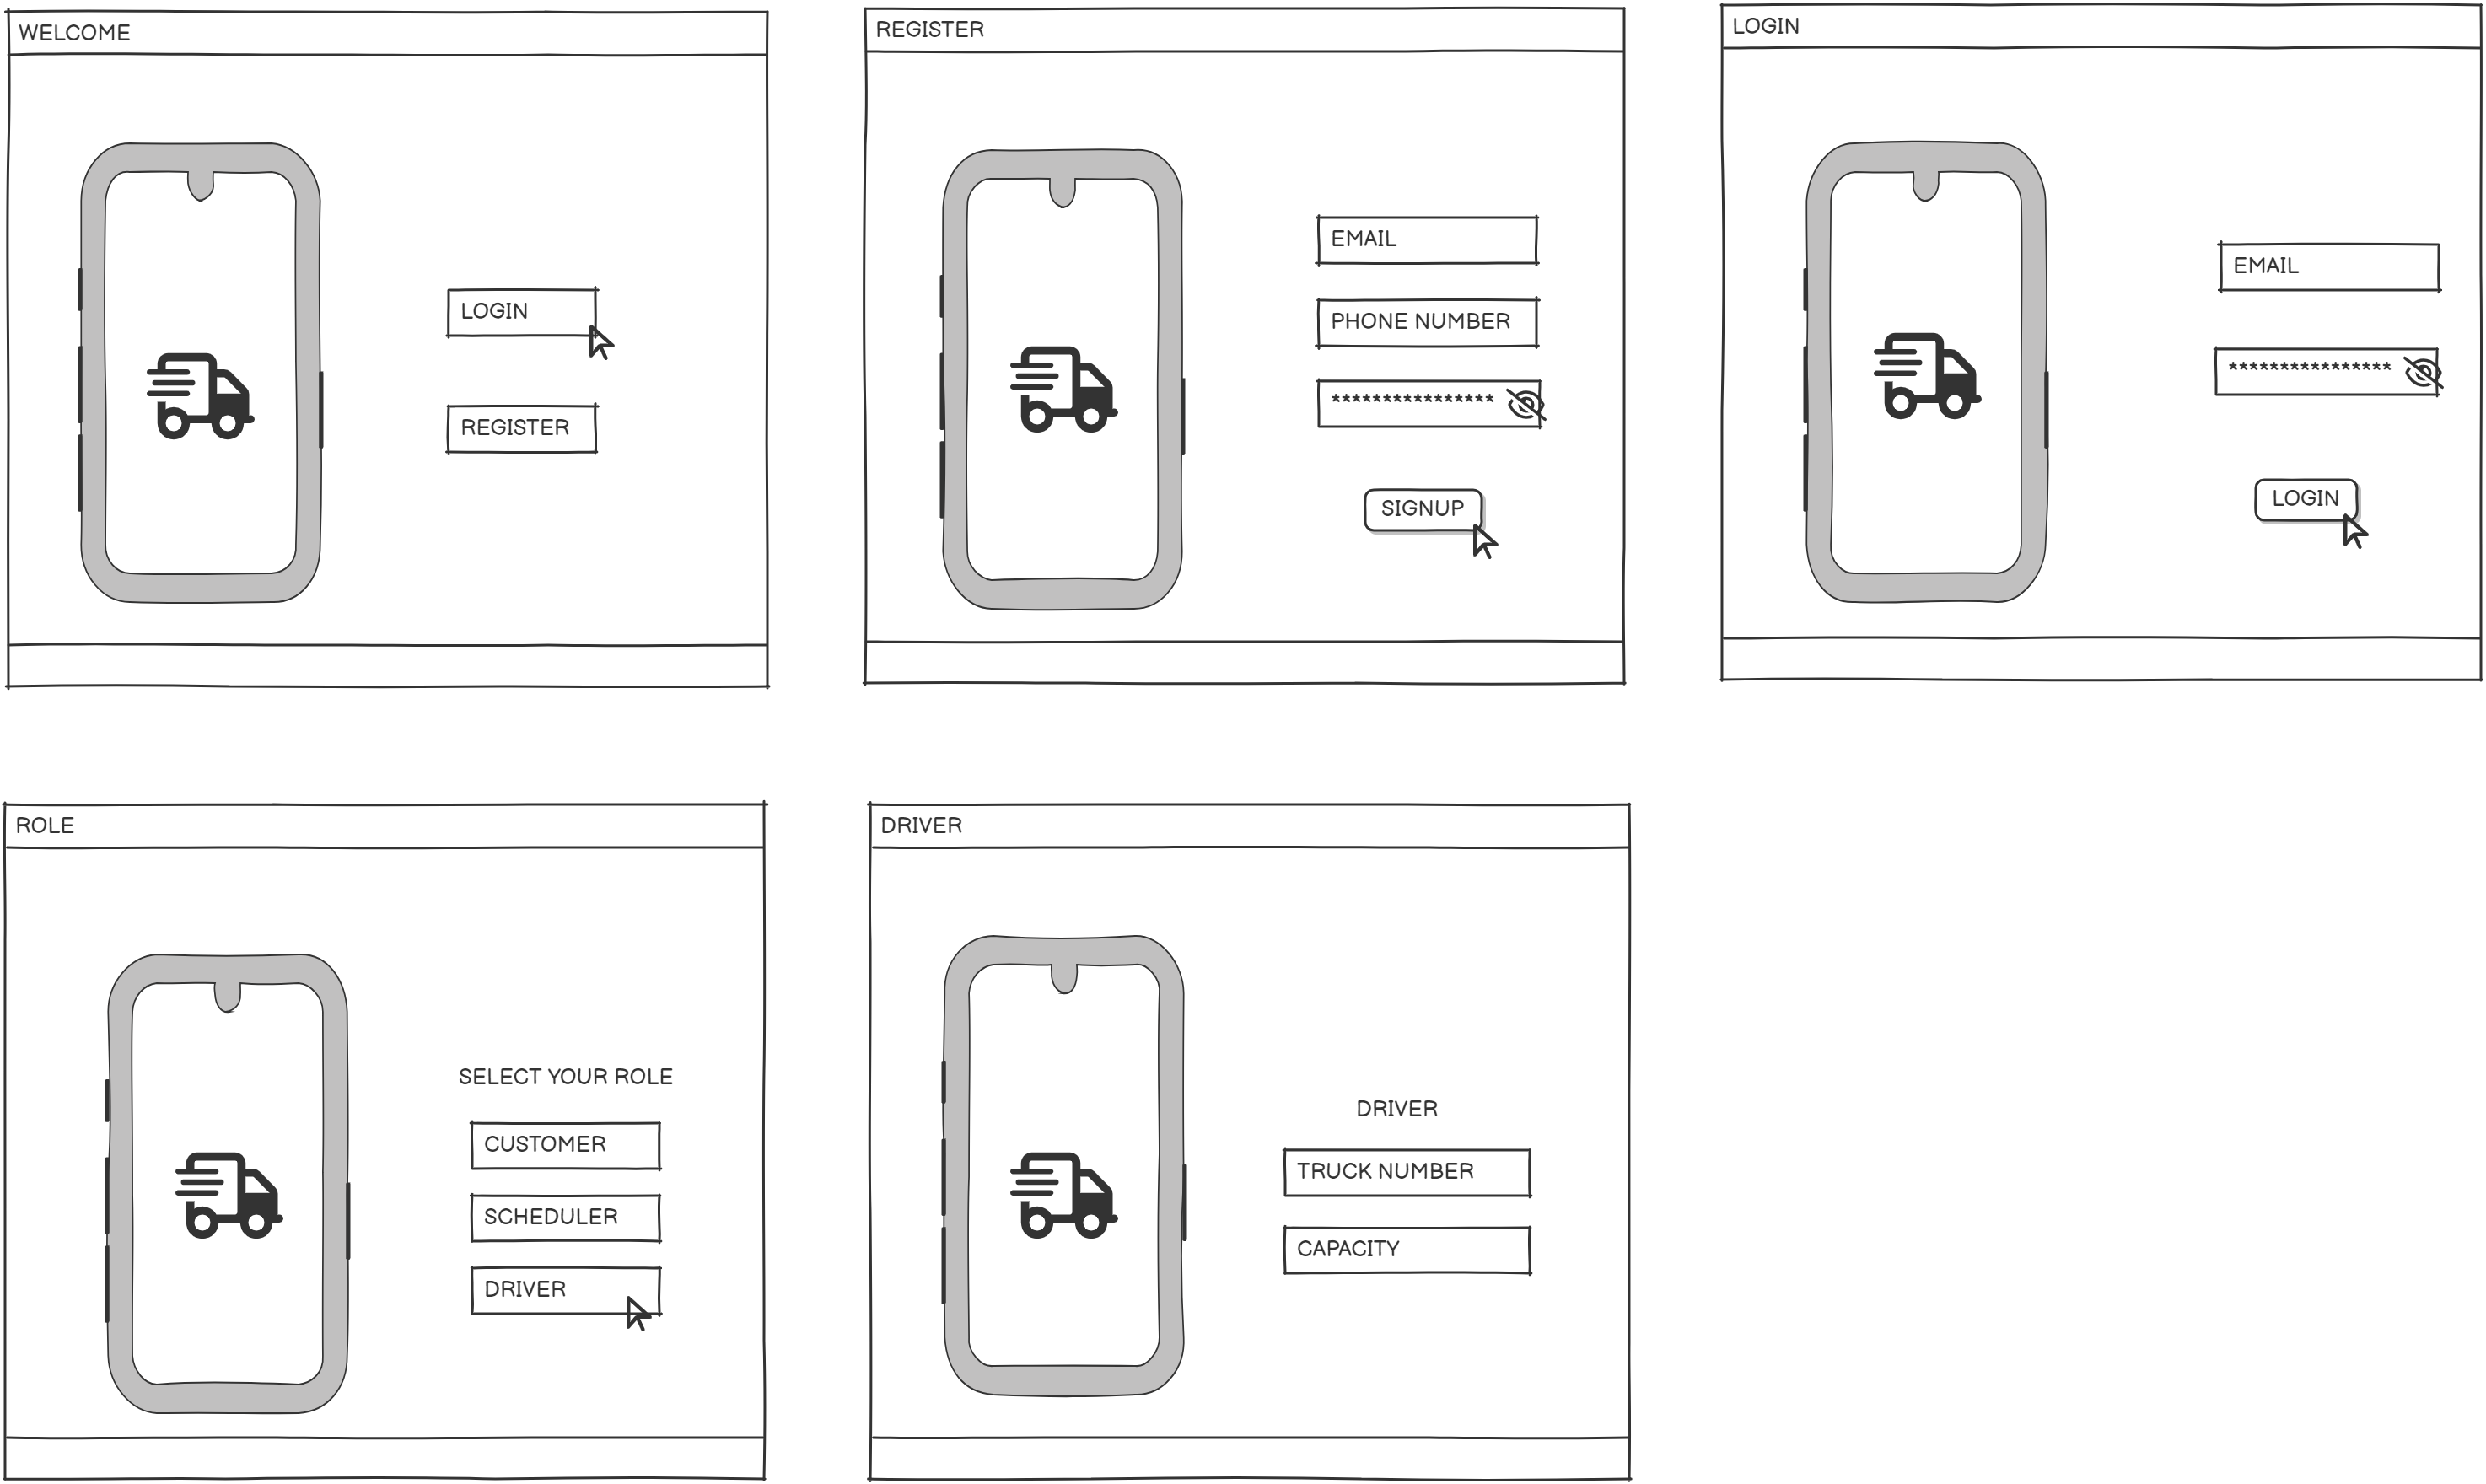 WELCOME
LOGIN
REGISTER
REGISTER
EMAIL
PHONE NUMBER
****************
SIGNUP
LOGIN
EMAIL
****************
LOGIN
ROLE
SELECT YOUR ROLE
CUSTOMER
SCHEDULER
DRIVER
DRIVER
DRIVER
TRUCK NUMBER
CAPACITY